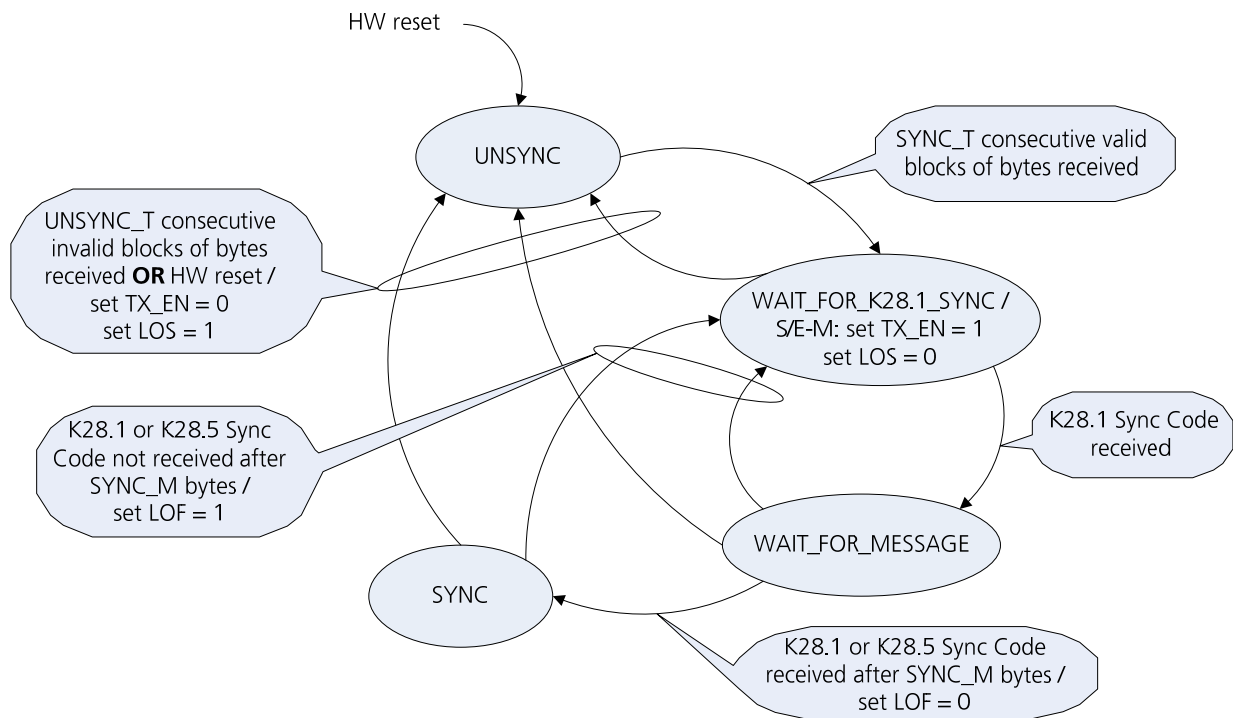 HW reset
UNSYNC
SYNC_T consecutive valid
blocks of bytes received
UNSYNC_T consecutive
invalid blocks of bytes
received OR HW reset /
set TX_EN = 0
set LOS = 1
WAIT_FOR_K28.1_SYNC /
S/E-M: set TX_EN = 1
set LOS = 0
K28.1 or K28.5 Sync
Code not received after
SYNC_M bytes /
set LOF = 1
K28.1 Sync Code
received
WAIT_FOR_MESSAGE
SYNC
K28.1 or K28.5 Sync Code
received after SYNC_M bytes /
set LOF = 0